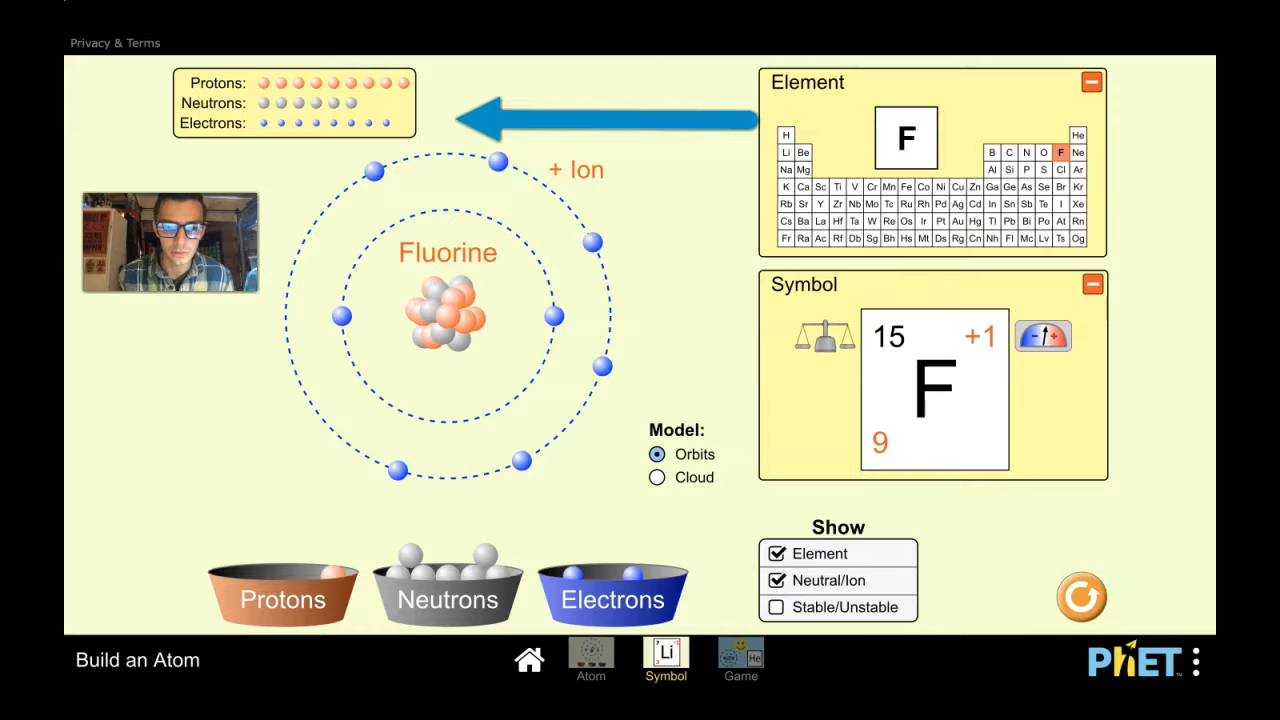 Privacy & Terms
Protons:
Neutrons:
Electrons:
+ Ion
Fluorine
Element
F
H He
Li Be B C N O F Ne
Na Mg Al Si P S Cl Ar
K Ca Sc Ti V Cr Mn Fe Co Ni Cu Zn Ga Ge As Se Br Kr
Rb Sr Y Zr Nb Mo Tc Ru Rh Pd Ag Cd In Sn Sb Te I Xe
Cs Ba La Hf Ta W Re Os Ir Pt Au Hg Tl Pb Bi Po At Rn
Fr Ra Ac Rf Db Sg Bh Hs Mt Ds Rg Cn Nh Fl Mc Lv Ts Og
Symbol
15 +1
F
9
- +
Model:
Orbits
Cloud
Show
Element
Neutral/Ion
Stable/Unstable
Protons
Neutrons
Electrons
Build an Atom
Atom
Li
Symbol
He
Game
PhET